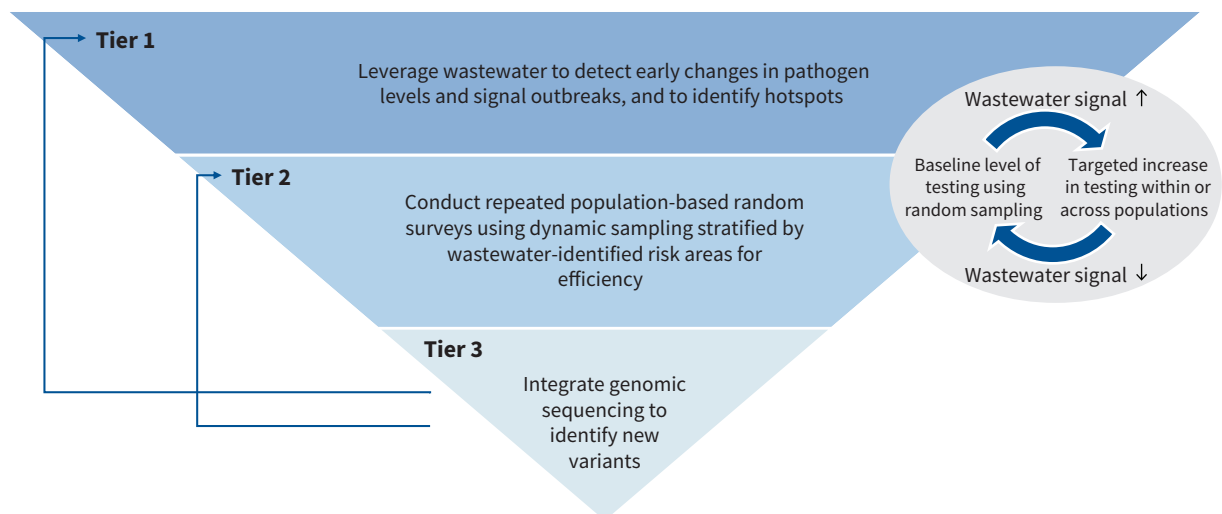 Tier 1
Leverage wastewater to detect early changes in pathogen
levels and signal outbreaks, and to identify hotspots
Wastewater signal ↑
Baseline level of
testing using
random sampling
Targeted increase
in testing within or
across populations
Wastewater signal ↓
Tier 2
Conduct repeated population-based random
surveys using dynamic sampling stratified by
wastewater-identified risk areas for
efficiency
Tier 3
Integrate genomic
sequencing to
identify new
variants